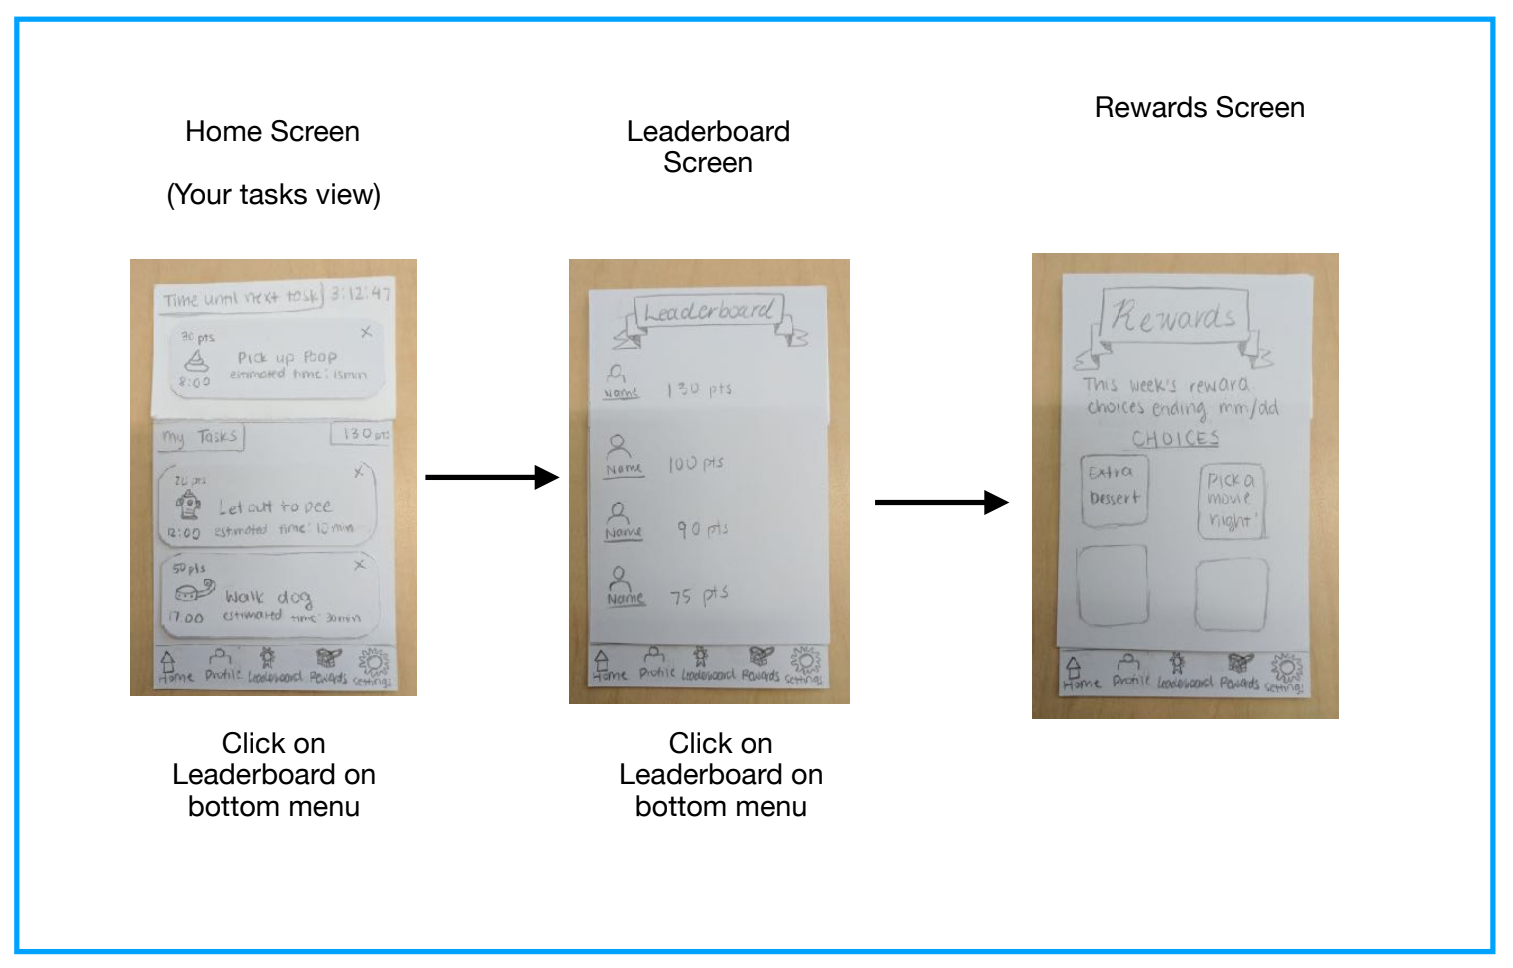 Home Screen
(Your tasks view)
Time until next task 3:12:47
30 pts
X
Pick up Poop
8:00
estimated time: 15min
my Tasks
130 pts
20 pts
X
Let out to pee
12:00
estimated time: 10 min
50 pts
X
Walk dog
17:00
estimated time: 30min
Home Profile Leaderboard Rewards Settings
Click on
Leaderboard on
bottom menu
Leaderboard
Screen
Leaderboard
Name 130 pts
Name 100 pts
Name 90 pts
Name 75 pts
Home Profile Leaderboard Rewards Settings
Click on
Leaderboard on
bottom menu
Rewards Screen
Rewards
This week's reward
choices ending mm/dd
CHOICES
Extra
Dessert
Pick a
movie
night
Home Profile Leaderboard Rewards Settings